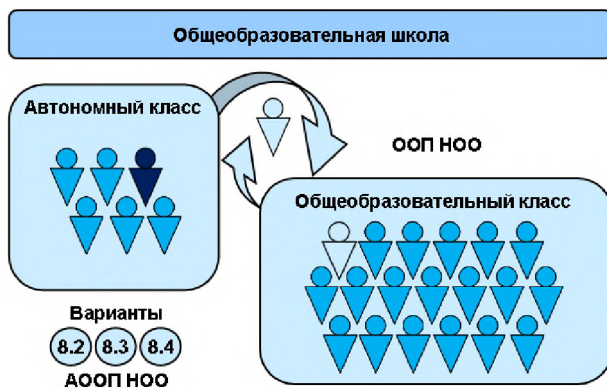 Общеобразовательная школа
Автономный класс
ООП НОО
Общеобразовательный класс
Варианты
8.2 8.3 8.4
АООП НОО